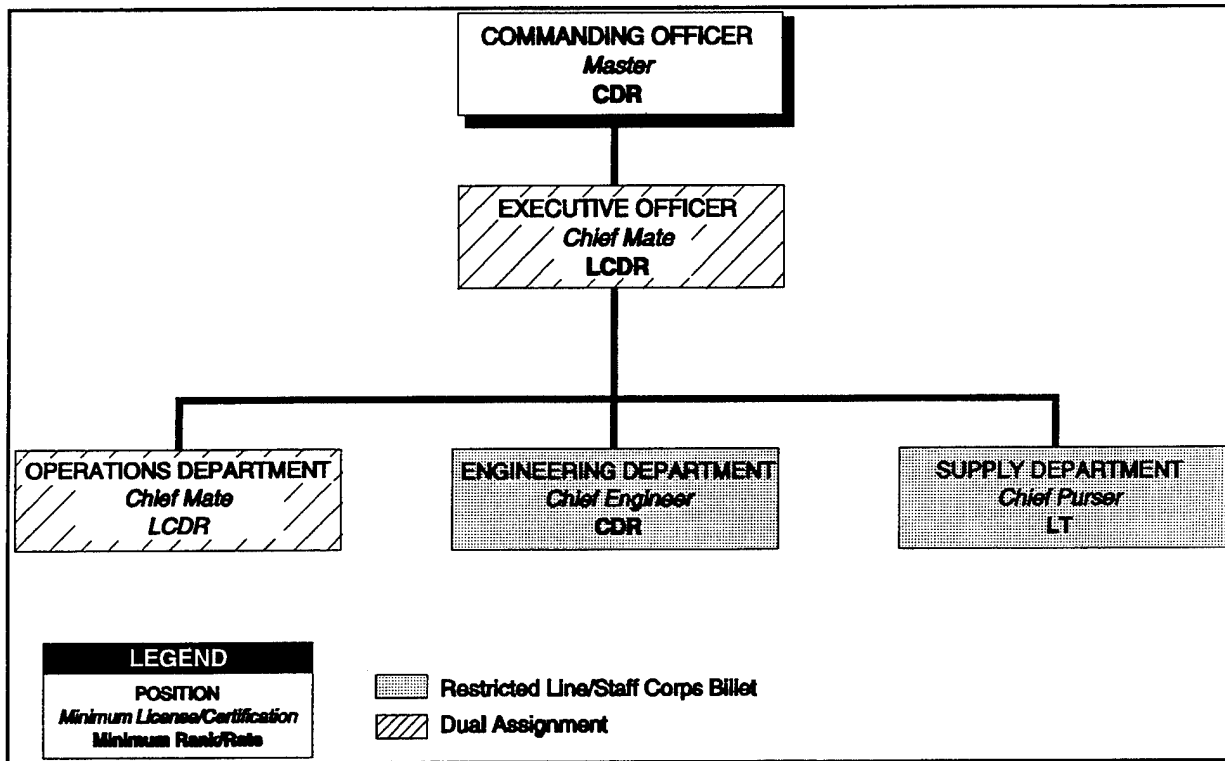 COMMANDING OFFICER
Master
CDR
EXECUTIVE OFFICER
Chief Mate
LCDR
OPERATIONS DEPARTMENT
Chief Mate
LCDR
ENGINEERING DEPARTMENT
Chief Engineer
CDR
SUPPLY DEPARTMENT
Chief Purser
LT
LEGEND
POSITION
Minimum License/Certification
Minimum Rank/Rate
Restricted Line/Staff Corps Billet
Dual Assignment